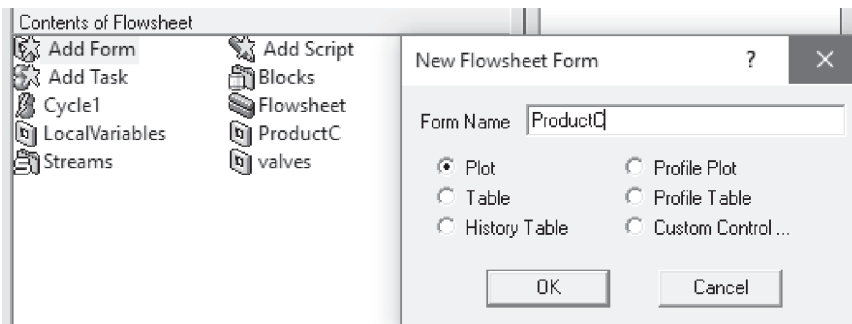 Contents of Flowsheet
Add Form
Add Script
Add Task
Blocks
Cycle1
Flowsheet
LocalVariables
ProductC
Streams
valves
New Flowsheet Form ? ×
Form Name ProductC
Plot
Profile Plot
Table
Profile Table
History Table
Custom Control ...
OK
Cancel